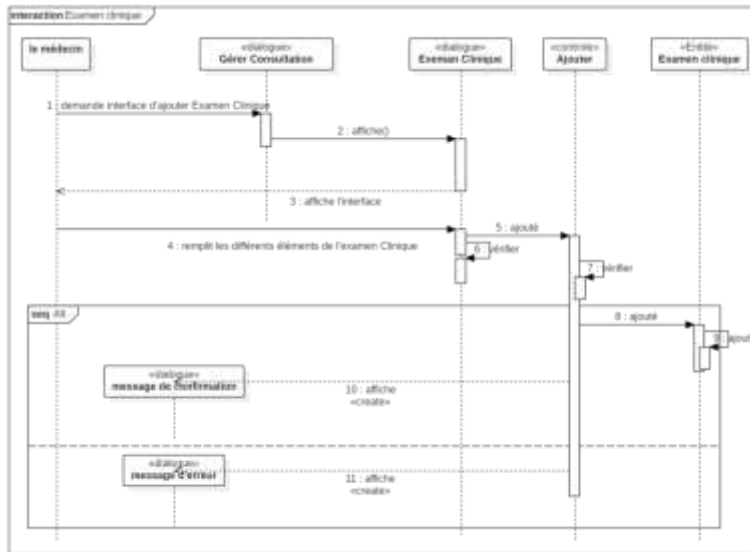 interaction Examen clinique
le médecin
«dialogue»
Gérer Consultation
«dialogue»
Exeman Clinique
«controle»
Ajouter
«Entité»
Examen clinique
1 : demande interface d'ajouter Examen Clinique
2 : affiche()
3 : affiche l'interface
4 : remplit les différents éléments de l'examen Clinique
5 : ajouté
6 : vérifier
7 : vérifier
seq Alt
8 : ajouté
9 : ajout
«dialogue»
message de confirmation
10 : affiche
«create»
«dialogue»
message d'erreur
11 : affiche
«create»